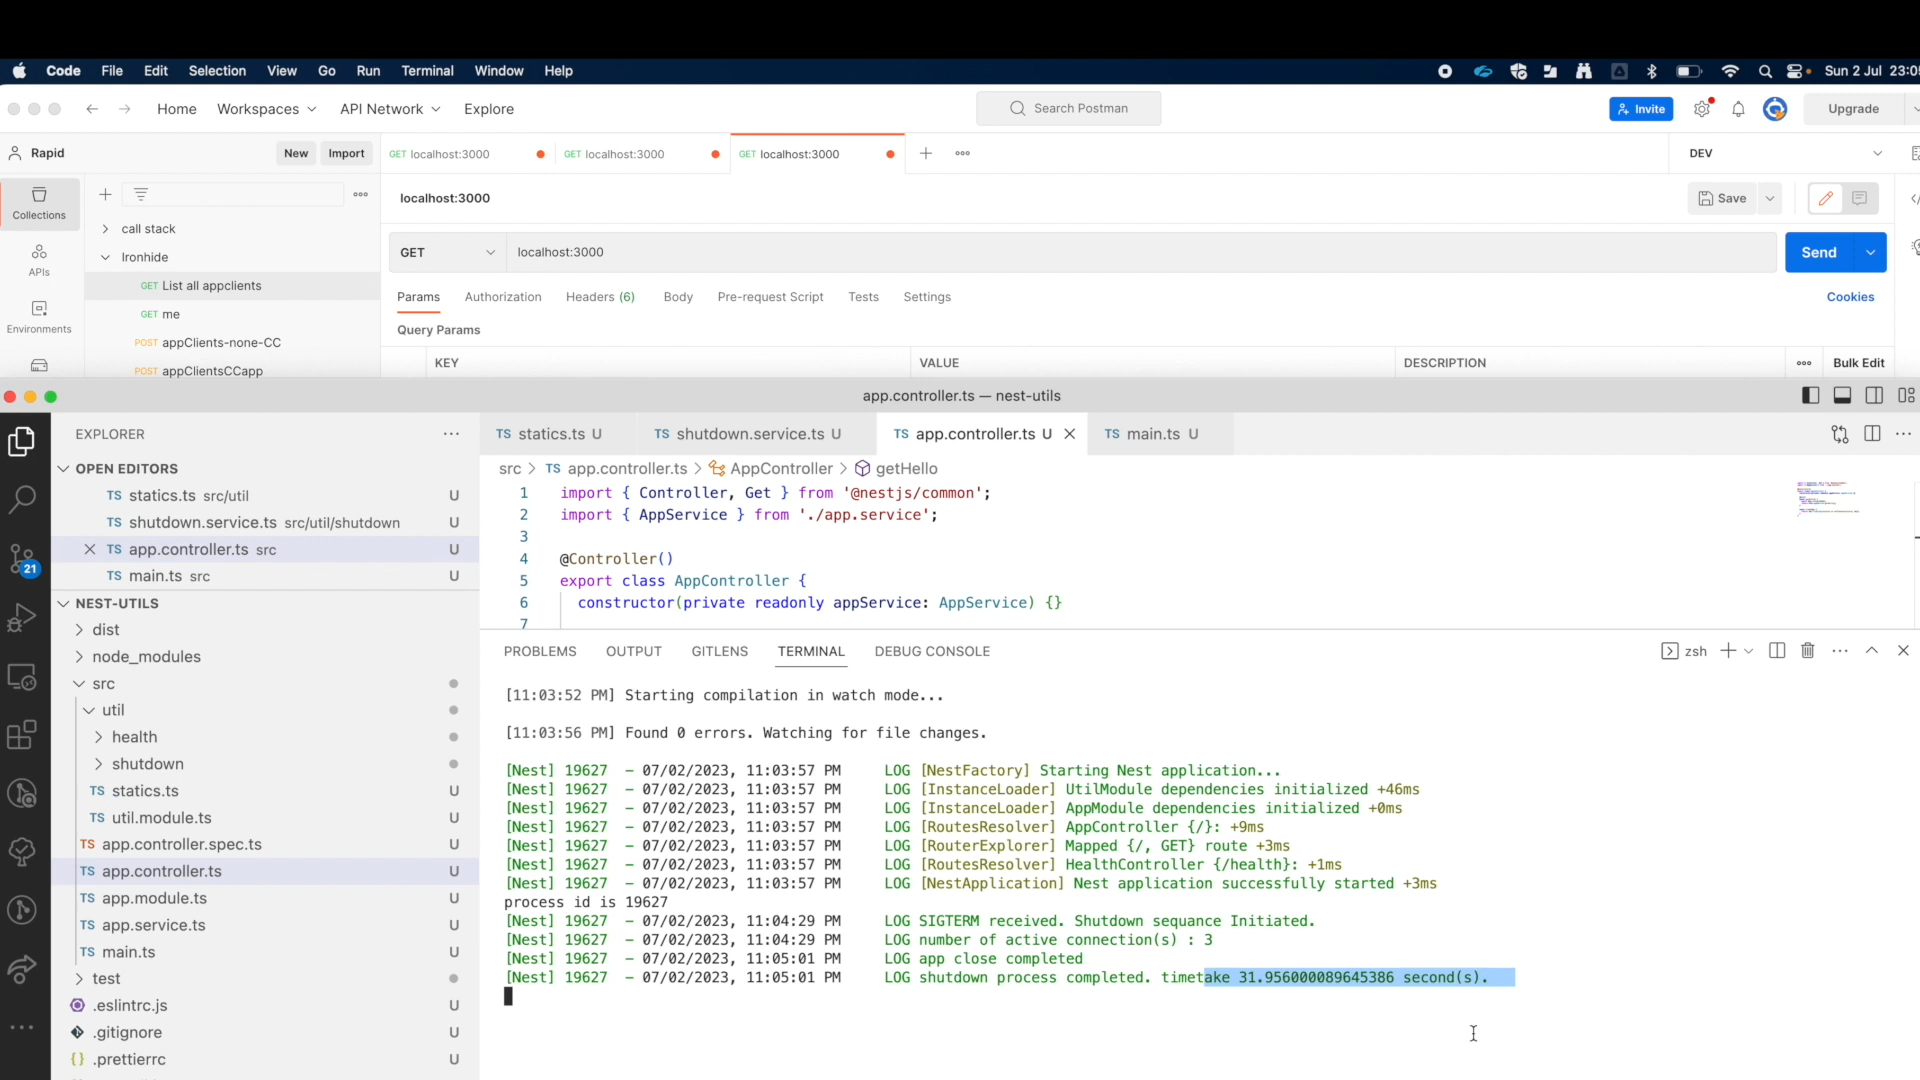 Code File Edit Selection View Go Run Terminal Window Help Sun 2 Jul 23:05
Home Workspaces API Network Explore Search Postman Invite Upgrade
Rapid New Import GET localhost:3000 GET localhost:3000 GET localhost:3000 DEV
Collections
APIs
Environments
call stack
Ironhide
GET List all appclients
GET me
POST appClients-none-CC
POST appClientsCCapp
localhost:3000 Save
GET localhost:3000 Send
Params Authorization Headers (6) Body Pre-request Script Tests Settings Cookies
Query Params
KEY VALUE DESCRIPTION Bulk Edit
app.controller.ts — nest-utils
21
EXPLORER
OPEN EDITORS
TS statics.ts src/util U
TS shutdown.service.ts src/util/shutdown U
TS app.controller.ts src U
TS main.ts src U
NEST-UTILS
dist
node_modules
src
util
health
shutdown
TS statics.ts U
TS util.module.ts U
TS app.controller.spec.ts U
TS app.controller.ts U
TS app.module.ts U
TS app.service.ts U
TS main.ts U
test
.eslintrc.js U
.gitignore U
{} .prettierrc U
TS statics.ts U TS shutdown.service.ts U TS app.controller.ts U TS main.ts U
src > TS app.controller.ts > AppController > getHello
1 import { Controller, Get } from '@nestjs/common';
2 import { AppService } from './app.service';
3
4 @Controller()
5 export class AppController {
6 constructor(private readonly appService: AppService) {}
7
PROBLEMS OUTPUT GITLENS TERMINAL DEBUG CONSOLE zsh
[11:03:52 PM] Starting compilation in watch mode...
[11:03:56 PM] Found 0 errors. Watching for file changes.
[Nest] 19627 - 07/02/2023, 11:03:57 PM LOG [NestFactory] Starting Nest application...
[Nest] 19627 - 07/02/2023, 11:03:57 PM LOG [InstanceLoader] UtilModule dependencies initialized +46ms
[Nest] 19627 - 07/02/2023, 11:03:57 PM LOG [InstanceLoader] AppModule dependencies initialized +0ms
[Nest] 19627 - 07/02/2023, 11:03:57 PM LOG [RoutesResolver] AppController {/}: +9ms
[Nest] 19627 - 07/02/2023, 11:03:57 PM LOG [RouterExplorer] Mapped {/, GET} route +3ms
[Nest] 19627 - 07/02/2023, 11:03:57 PM LOG [RoutesResolver] HealthController {/health}: +1ms
[Nest] 19627 - 07/02/2023, 11:03:57 PM LOG [NestApplication] Nest application successfully started +3ms
process id is 19627
[Nest] 19627 - 07/02/2023, 11:04:29 PM LOG SIGTERM received. Shutdown sequance Initiated.
[Nest] 19627 - 07/02/2023, 11:04:29 PM LOG number of active connection(s) : 3
[Nest] 19627 - 07/02/2023, 11:05:01 PM LOG app close completed
[Nest] 19627 - 07/02/2023, 11:05:01 PM LOG shutdown process completed. timetake 31.956000089645386 second(s).